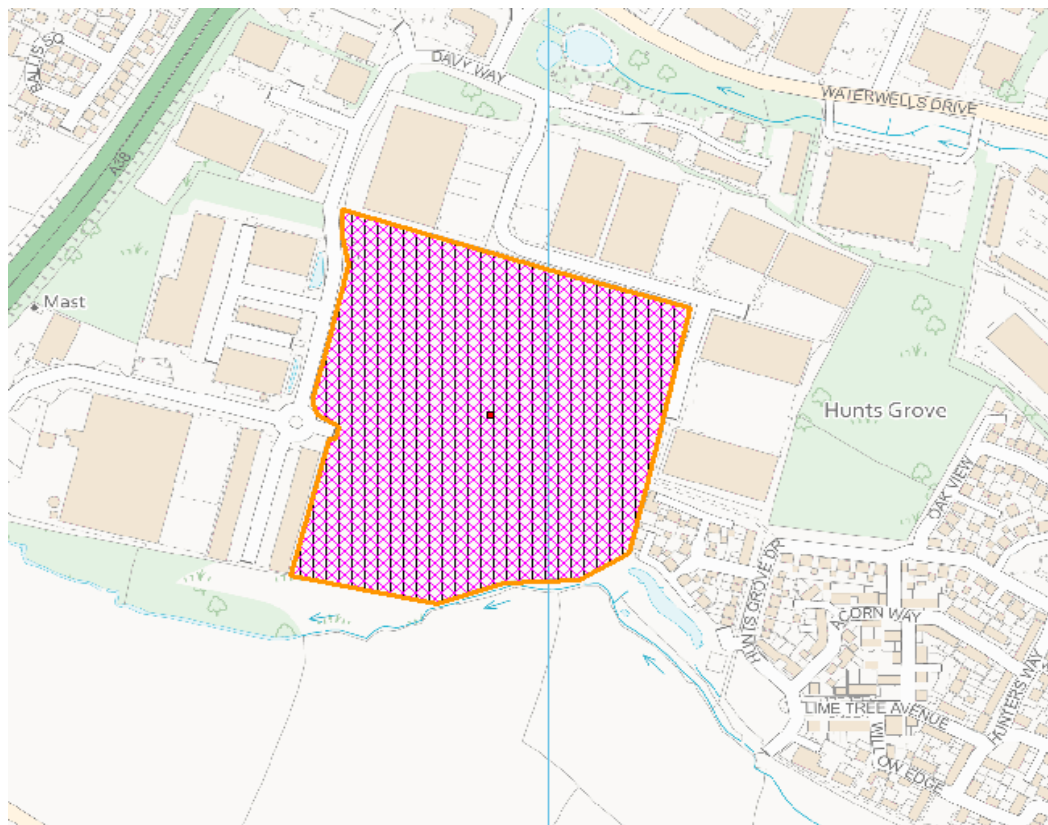 BALLIS SQ
DAVY WAY
WATERWELLS DRIVE
A38
Mast
Hunts Grove
OAK VIEW
HUNTS GROVE DR
ACORN WAY
HUNTERS WAY
LIME TREE AVENUE
WILLOW EDGE